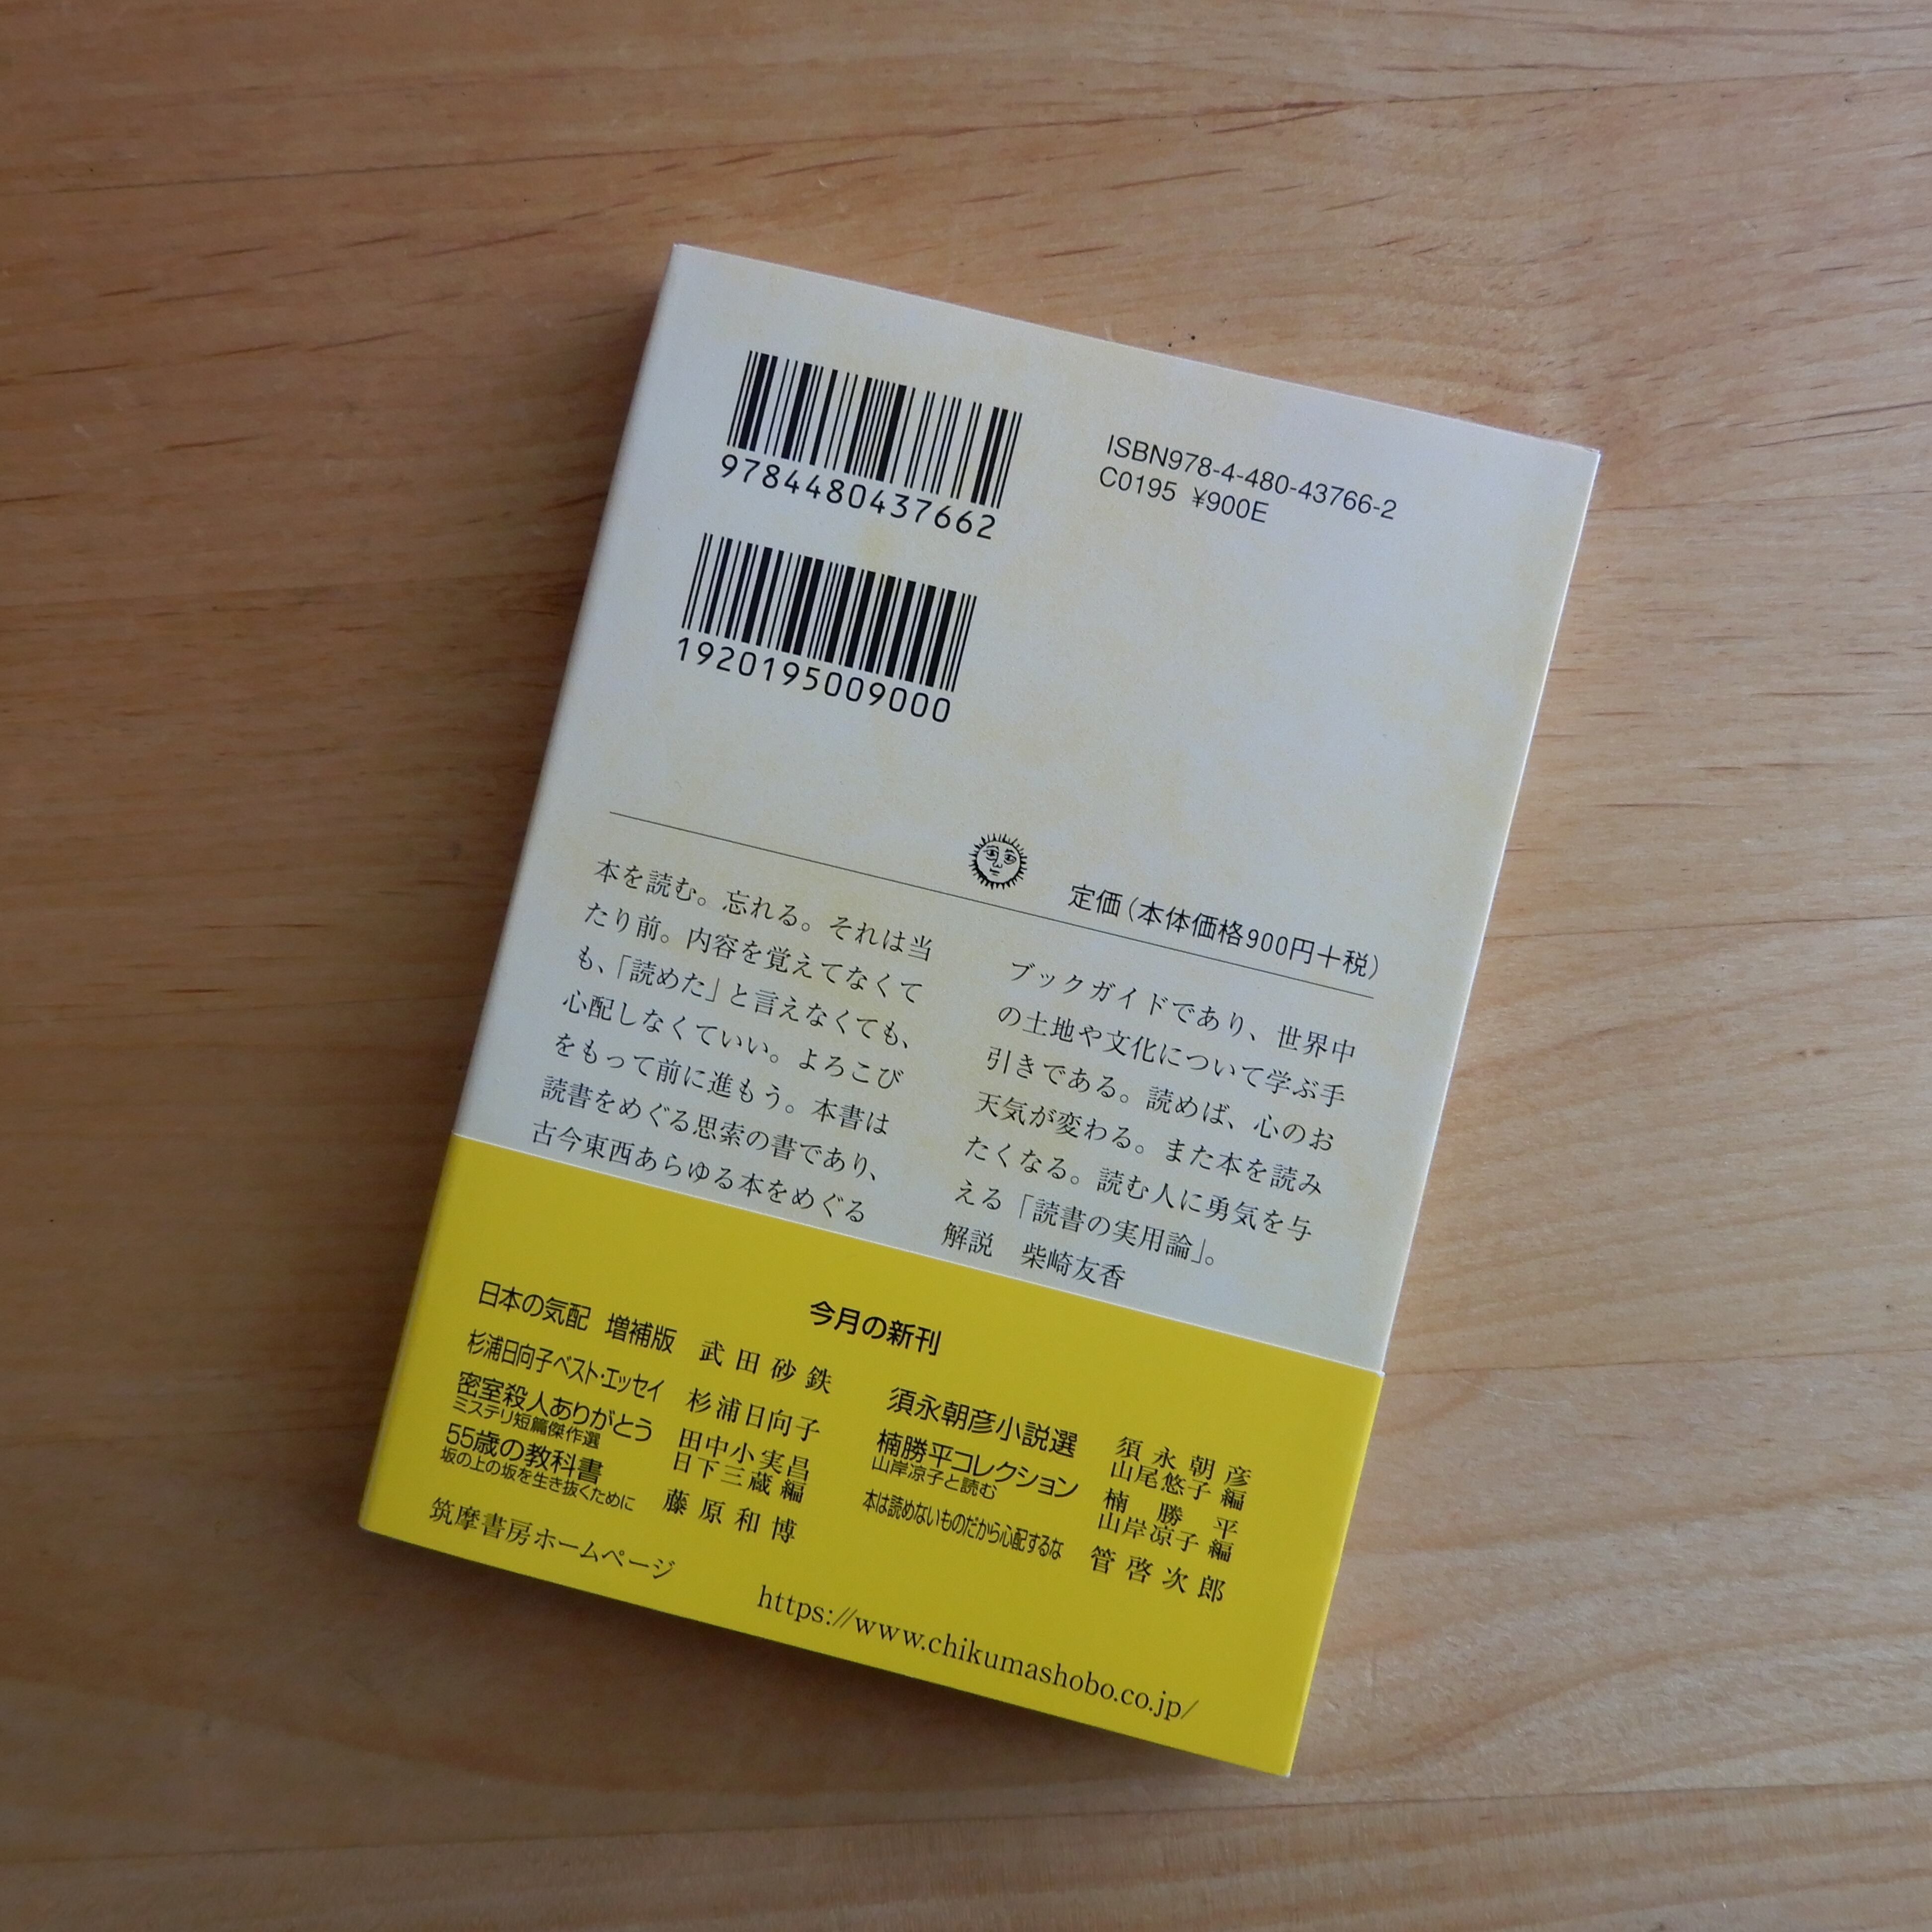 9784480437662
1920195009000
ISBN978-4-480-43766-2
C0195 ¥900E
定価(本体価格900円+税)
本を読む。忘れる。それは当
たり前。内容を覚えてなくて
も、「読めた」と言えなくても、
心配しなくていい。よろこび
をもって前に進もう。本書は
読書をめぐる思索の書であり、
古今東西あらゆる本をめぐる
ブックガイドであり、世界中
の土地や文化について学ぶ手
引きである。読めば、心のお
天気が変わる。また本を読み
たくなる。読む人に勇気を与
える「読書の実用論」。
解説 柴崎友香
今月の新刊
日本の気配 増補版 武田砂鉄
杉浦日向子ベスト・エッセイ 杉浦日向子
密室殺人ありがとう 田中小実昌
ミステリ短篇傑作選 日下三蔵 編
55歳の教科書 藤原和博
坂の上の坂を生き抜くために
須永朝彦小説選 須永朝彦
山尾悠子 編
楠勝平コレクション 楠勝平
山岸凉子と読む 山岸凉子 編
本は読めないものだから心配するな 管啓次郎
筑摩書房ホームページ
https://www.chikumashobo.co.jp/